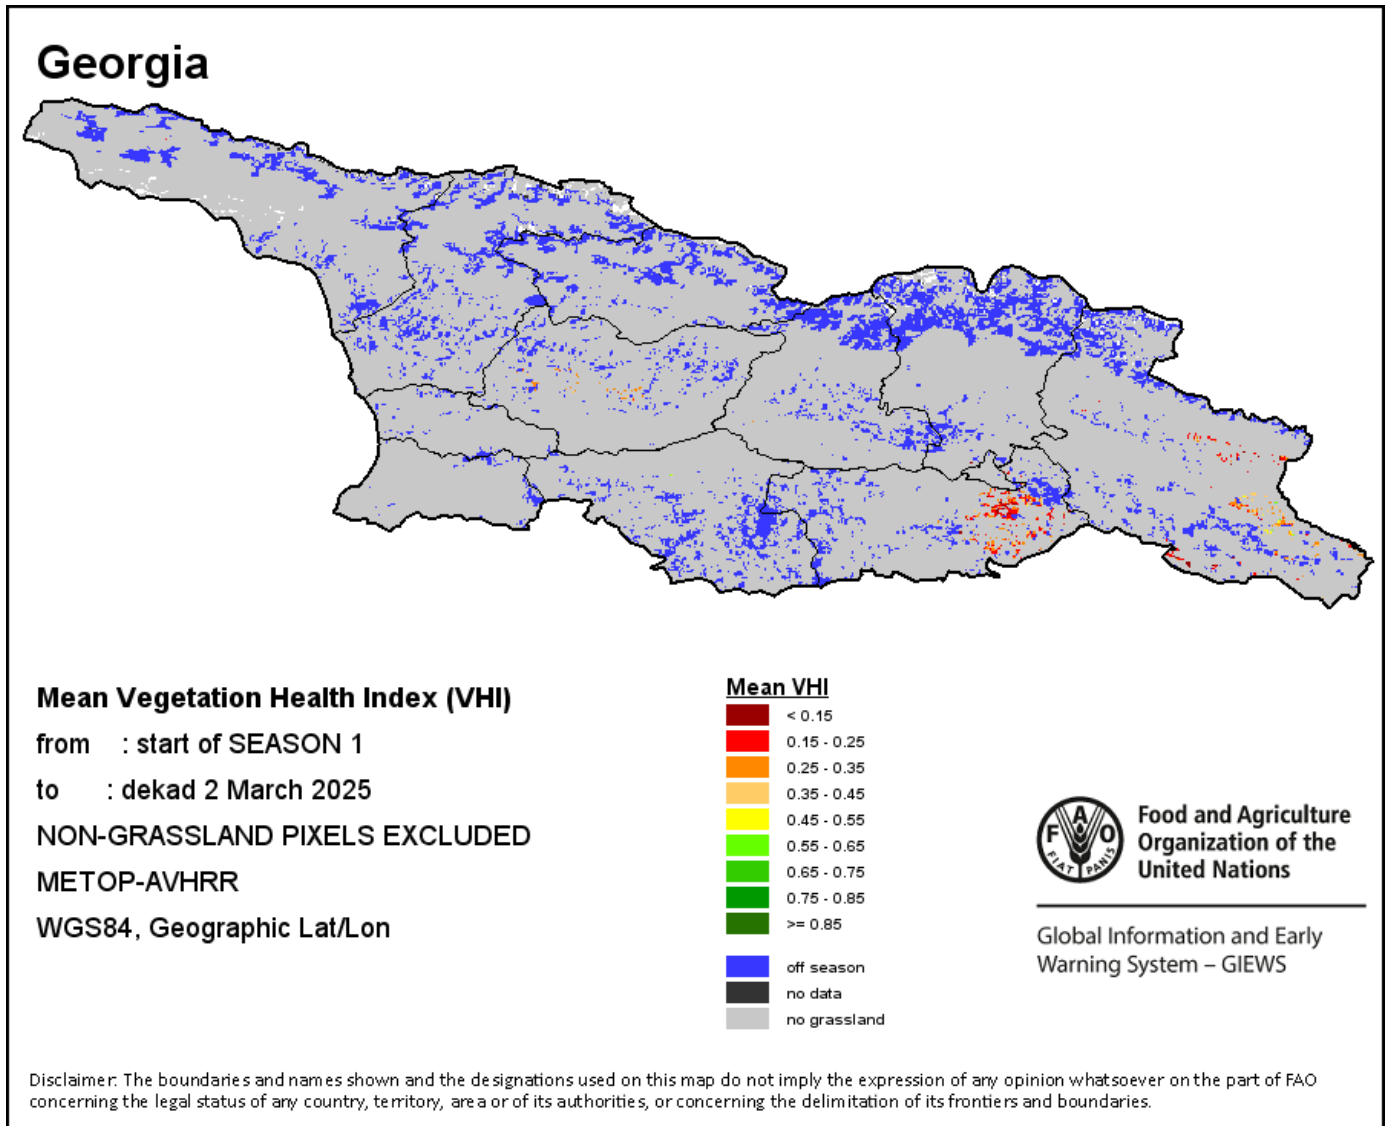 Georgia
Mean Vegetation Health Index (VHI)
from : start of SEASON 1
to : dekad 2 March 2025
NON-GRASSLAND PIXELS EXCLUDED
METOP-AVHRR
WGS84, Geographic Lat/Lon
Mean VHI
< 0.15
0.15 - 0.25
0.25 - 0.35
0.35 - 0.45
0.45 - 0.55
0.55 - 0.65
0.65 - 0.75
0.75 - 0.85
>= 0.85
off season
no data
no grassland
F A O
FIAT PANIS
Food and Agriculture
Organization of the
United Nations
Global Information and Early
Warning System – GIEWS
Disclaimer: The boundaries and names shown and the designations used on this map do not imply the expression of any opinion whatsoever on the part of FAO
concerning the legal status of any country, territory, area or of its authorities, or concerning the delimitation of its frontiers and boundaries.